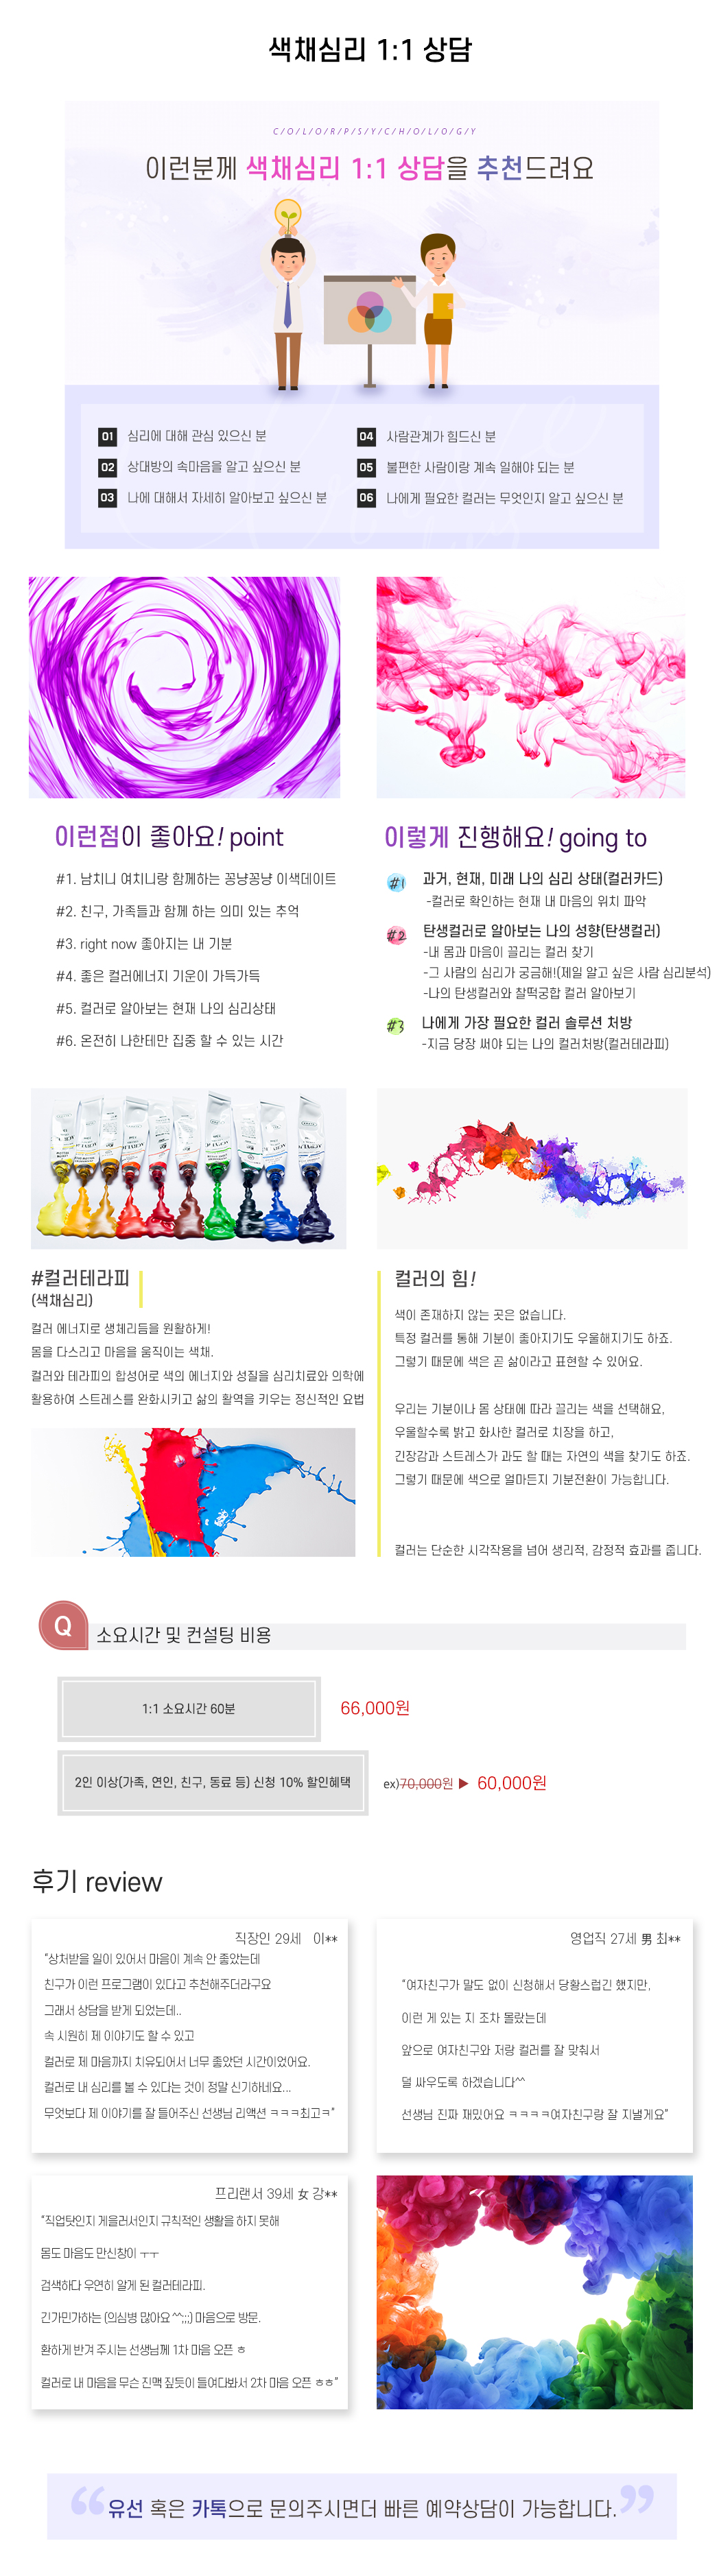 색채심리 1:1 상담
C/O/L/O/R/P/S/Y/C/H/O/L/O/G/Y
이런분께 색채심리 1:1 상담을 추천드려요
01 심리에 대해 관심 있으신 분
02 상대방의 속마음을 알고 싶으신 분
03 나에 대해서 자세히 알아보고 싶으신 분
04 사람관계가 힘드신 분
05 불편한 사람이랑 계속 일해야 되는 분
06 나에게 필요한 컬러는 무엇인지 알고 싶으신 분
이런점이 좋아요! point
#1. 남치니 여치니랑 함께하는 꽁냥꽁냥 이색데이트
#2. 친구, 가족들과 함께 하는 의미 있는 추억
#3. right now 좋아지는 내 기분
#4. 좋은 컬러에너지 기운이 가득가득
#5. 컬러로 알아보는 현재 나의 심리상태
#6. 온전히 나한테만 집중 할 수 있는 시간
이렇게 진행해요! going to
#1 과거, 현재, 미래 나의 심리 상태(컬러카드)
-컬러로 확인하는 현재 내 마음의 위치 파악
#2 탄생컬러로 알아보는 나의 성향(탄생컬러)
-내 몸과 마음이 끌리는 컬러 찾기
-그 사람의 심리가 궁금해!(제일 알고 싶은 사람 심리분석)
-나의 탄생컬러와 찰떡궁합 컬러 알아보기
#3 나에게 가장 필요한 컬러 솔루션 처방
-지금 당장 써야 되는 나의 컬러처방(컬러테라피)
#컬러테라피
(색채심리)
컬러 에너지로 생체리듬을 원활하게!
몸을 다스리고 마음을 움직이는 색채.
컬러와 테라피의 합성어로 색의 에너지와 성질을 심리치료와 의학에
활용하여 스트레스를 완화시키고 삶의 활력을 키우는 정신적인 요법
컬러의 힘!
색이 존재하지 않는 곳은 없습니다.
특정 컬러를 통해 기분이 좋아지기도 우울해지기도 하죠.
그렇기 때문에 색은 곧 삶이라고 표현할 수 있어요.
우리는 기분이나 몸 상태에 따라 끌리는 색을 선택해요,
우울할수록 밝고 화사한 컬러로 치장을 하고,
긴장감과 스트레스가 과도 할 때는 자연의 색을 찾기도 하죠.
그렇기 때문에 색으로 얼마든지 기분전환이 가능합니다.
컬러는 단순한 시각작용을 넘어 생리적, 감정적 효과를 줍니다.
Q 소요시간 및 컨설팅 비용
1:1 소요시간 60분 66,000원
2인 이상(가족, 연인, 친구, 동료 등) 신청 10% 할인혜택 ex)70,000원 ▶ 60,000원
후기 review
직장인 29세 이**
"상처받을 일이 있어서 마음이 계속 안 좋았는데
친구가 이런 프로그램이 있다고 추천해주더라구요
그래서 상담을 받게 되었는데..
속 시원히 제 이야기도 할 수 있고
컬러로 제 마음까지 치유되어서 너무 좋았던 시간이었어요.
컬러로 내 심리를 볼 수 있다는 것이 정말 신기하네요...
무엇보다 제 이야기를 잘 들어주신 선생님 리액션 ㅋㅋㅋ최고ㅋ"
영업직 27세 男 최**
"여자친구가 말도 없이 신청해서 당황스럽긴 했지만,
이런 게 있는 지 조차 몰랐는데
앞으로 여자친구와 저랑 컬러를 잘 맞춰서
덜 싸우도록 하겠습니다^^
선생님 진짜 재밌어요 ㅋㅋㅋㅋ여자친구랑 잘 지낼게요"
프리랜서 39세 女 강**
"직업탓인지 게을러서인지 규칙적인 생활을 하지 못해
몸도 마음도 만신창이 ㅜㅜ
검색하다 우연히 알게 된 컬러테라피.
긴가민가하는 (의심병 많아요 ^^;;;) 마음으로 방문.
환하게 반겨 주시는 선생님께 1차 마음 오픈 ㅎ
컬러로 내 마음을 무슨 진맥 짚듯이 들여다봐서 2차 마음 오픈 ㅎㅎ"
"유선 혹은 카톡으로 문의주시면더 빠른 예약상담이 가능합니다."